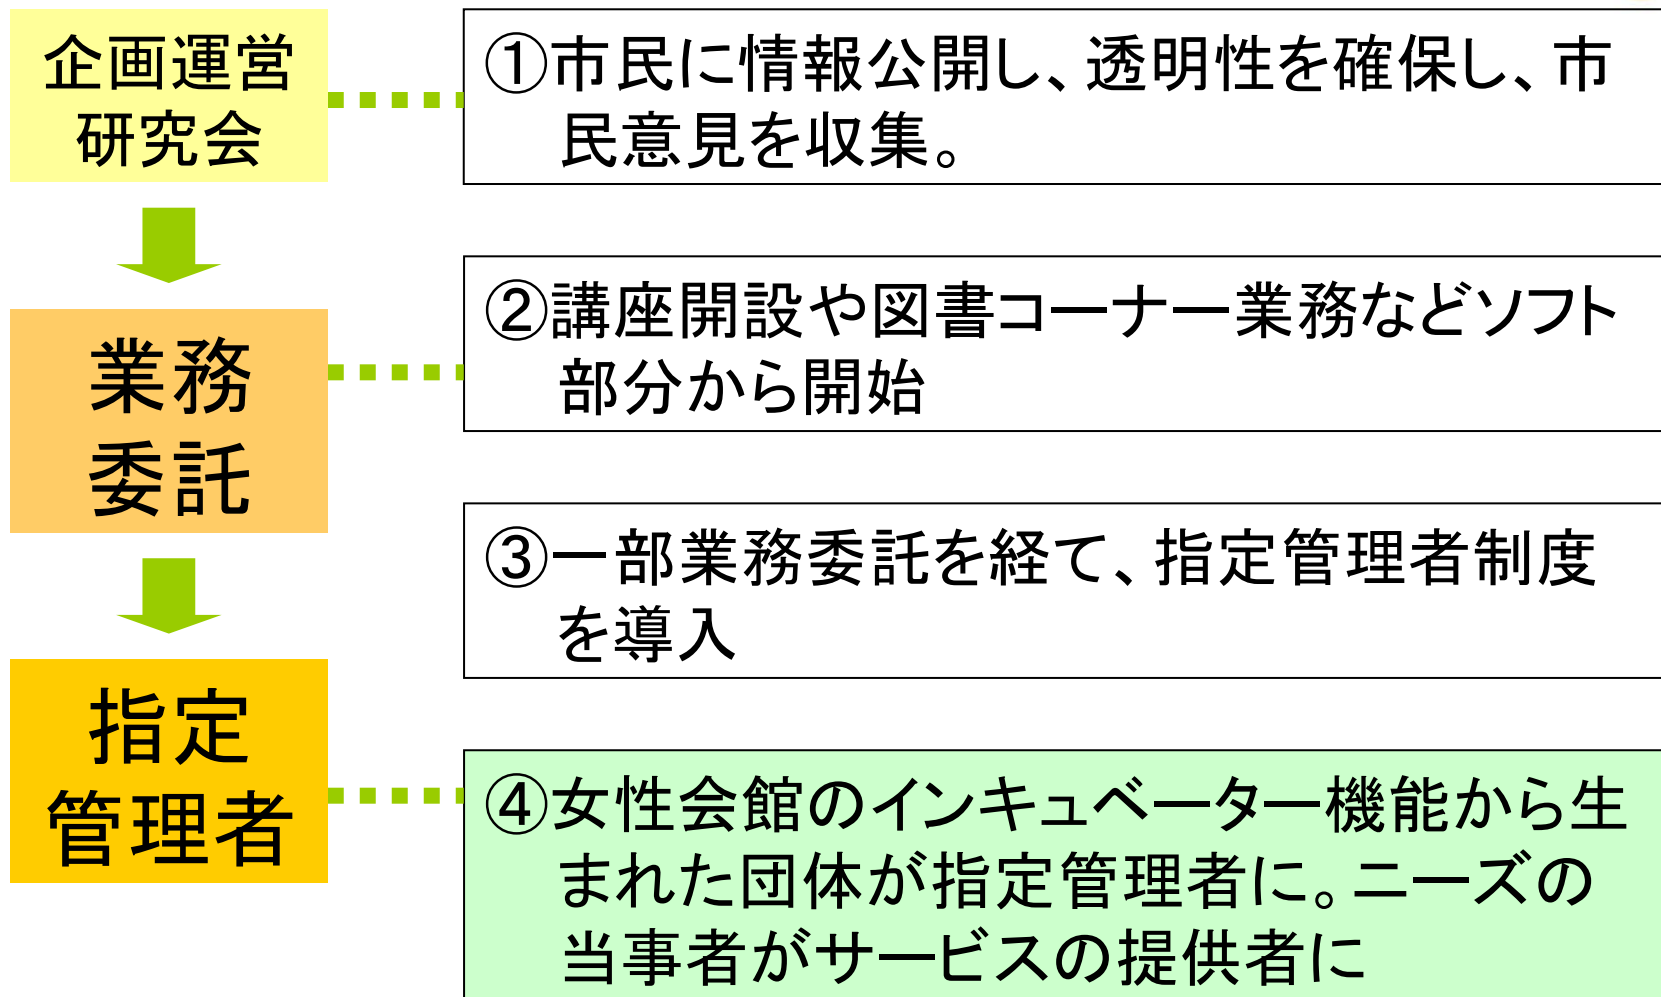 企画運営
研究会
①市民に情報公開し、透明性を確保し、市
民意見を収集。
業務
委託
②講座開設や図書コーナー業務などソフト
部分から開始
③一部業務委託を経て、指定管理者制度
を導入
指定
管理者
④女性会館のインキュベーター機能から生
まれた団体が指定管理者に。ニーズの
当事者がサービスの提供者に